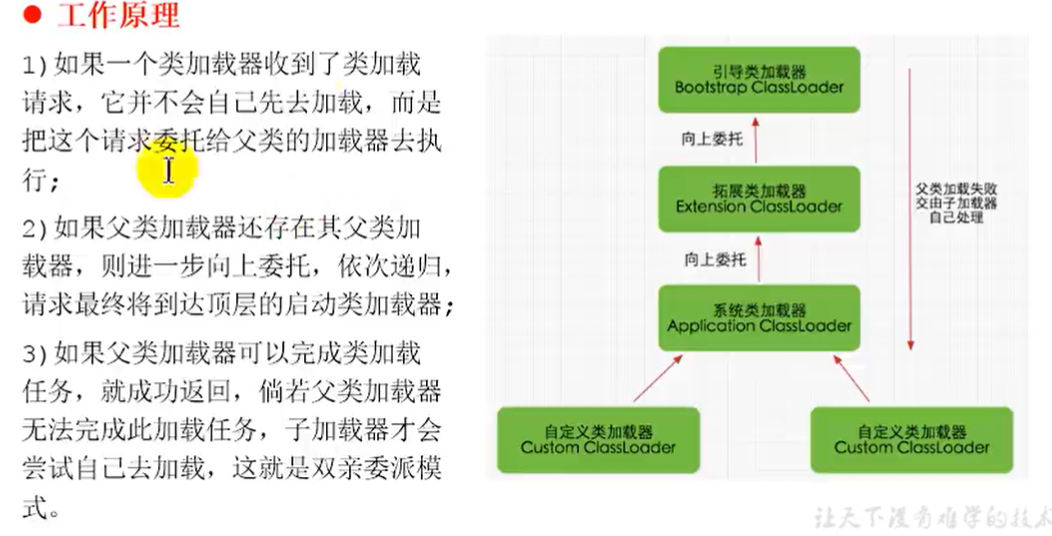 ● 工作原理
1)如果一个类加载器收到了类加载
请求，它并不会自己先去加载，而是
把这个请求委托给父类的加载器去执
行;
2)如果父类加载器还存在其父类加
载器，则进一步向上委托，依次递归，
请求最终将到达顶层的启动类加载器;
3)如果父类加载器可以完成类加载
任务，就成功返回，倘若父类加载器
无法完成此加载任务，子加载器才会
尝试自己去加载，这就是双亲委派模
式。
引导类加载器
Bootstrap ClassLoader
向上委托
拓展类加载器
Extension ClassLoader
向上委托
系统类加载器
Application ClassLoader
自定义类加载器
Custom ClassLoader
自定义类加载器
Custom ClassLoader
父类加载失败
交由子加载器
自己处理
让天下没有难学的技术